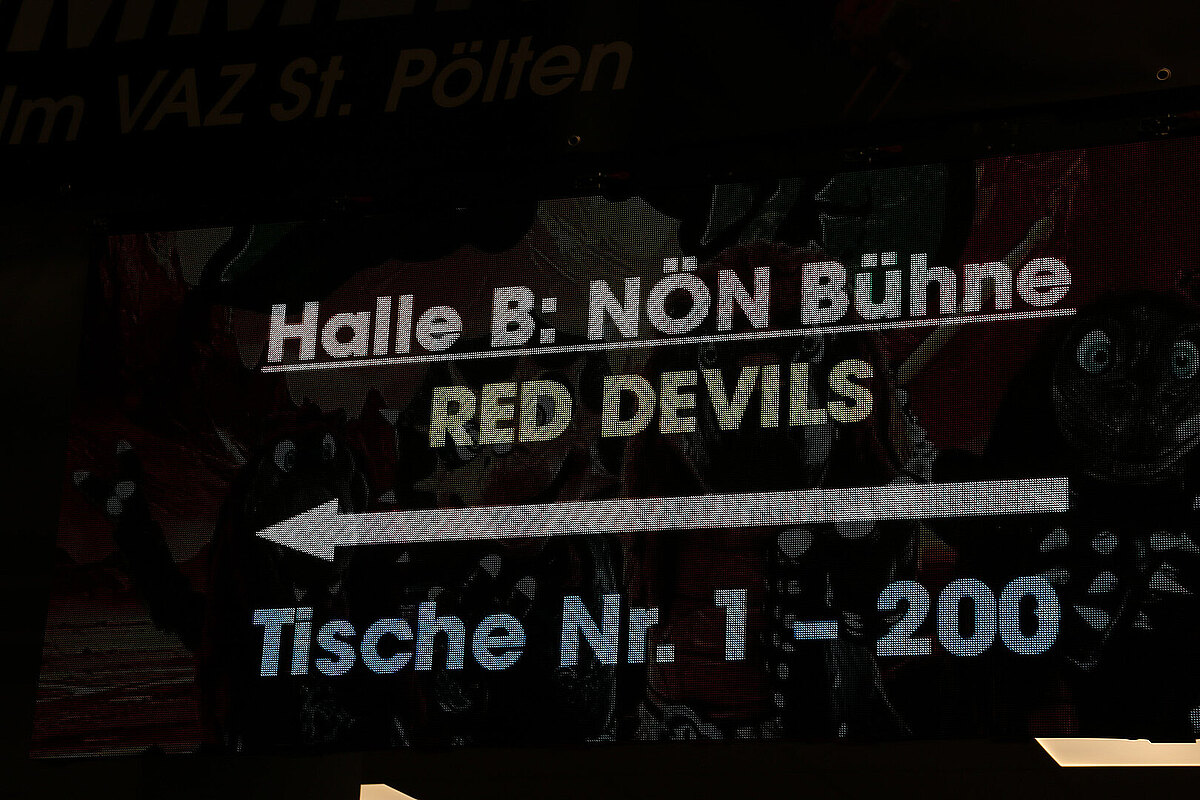 Im VAZ St. Pölten
Halle B: NÖN Bühne
RED DEVILS
Tische Nr. 1 – 200